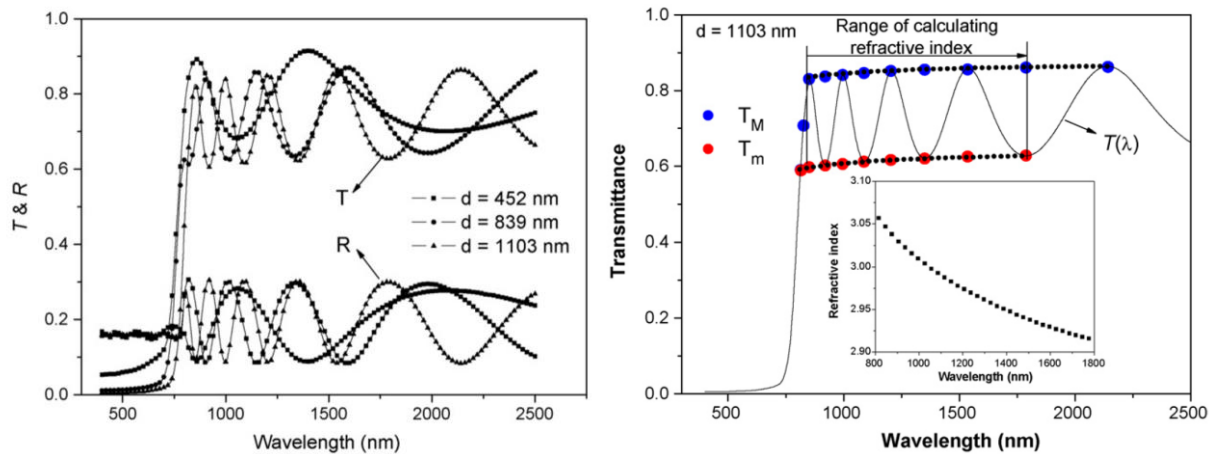 1.0
0.8
0.6
0.4
0.2
0.0
T & R
T
d = 452 nm
d = 839 nm
d = 1103 nm
R
500 1000 1500 2000 2500
Wavelength (nm)
1.0
0.8
0.6
0.4
0.2
0.0
Transmittance
d = 1103 nm
Range of calculating
refractive index
T_M
T_m
T(λ)
3.10
3.05
3.00
2.95
2.90
Refractive index
800 1000 1200 1400 1600 1800
Wavelength (nm)
500 1000 1500 2000 2500
Wavelength (nm)